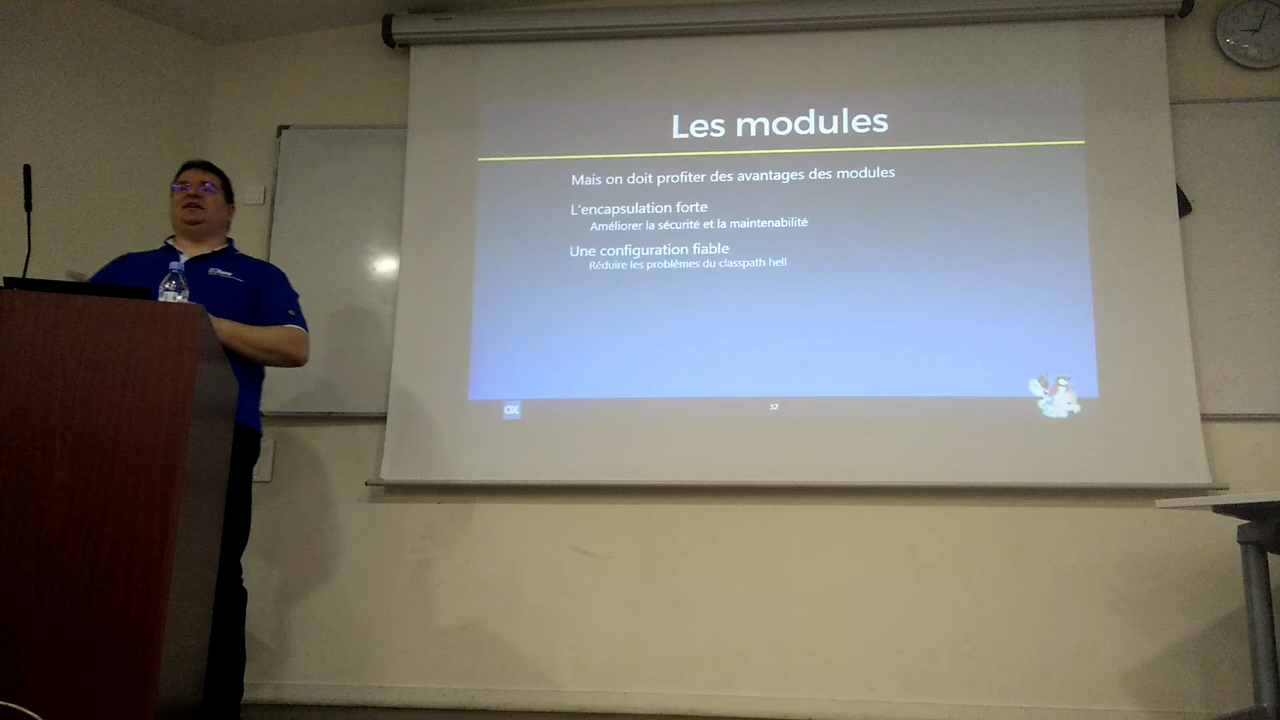 Les modules
Mais on doit profiter des avantages des modules
L'encapsulation forte
Améliorer la sécurité et la maintenabilité
Une configuration fiable
Réduire les problèmes du classpath hell
32